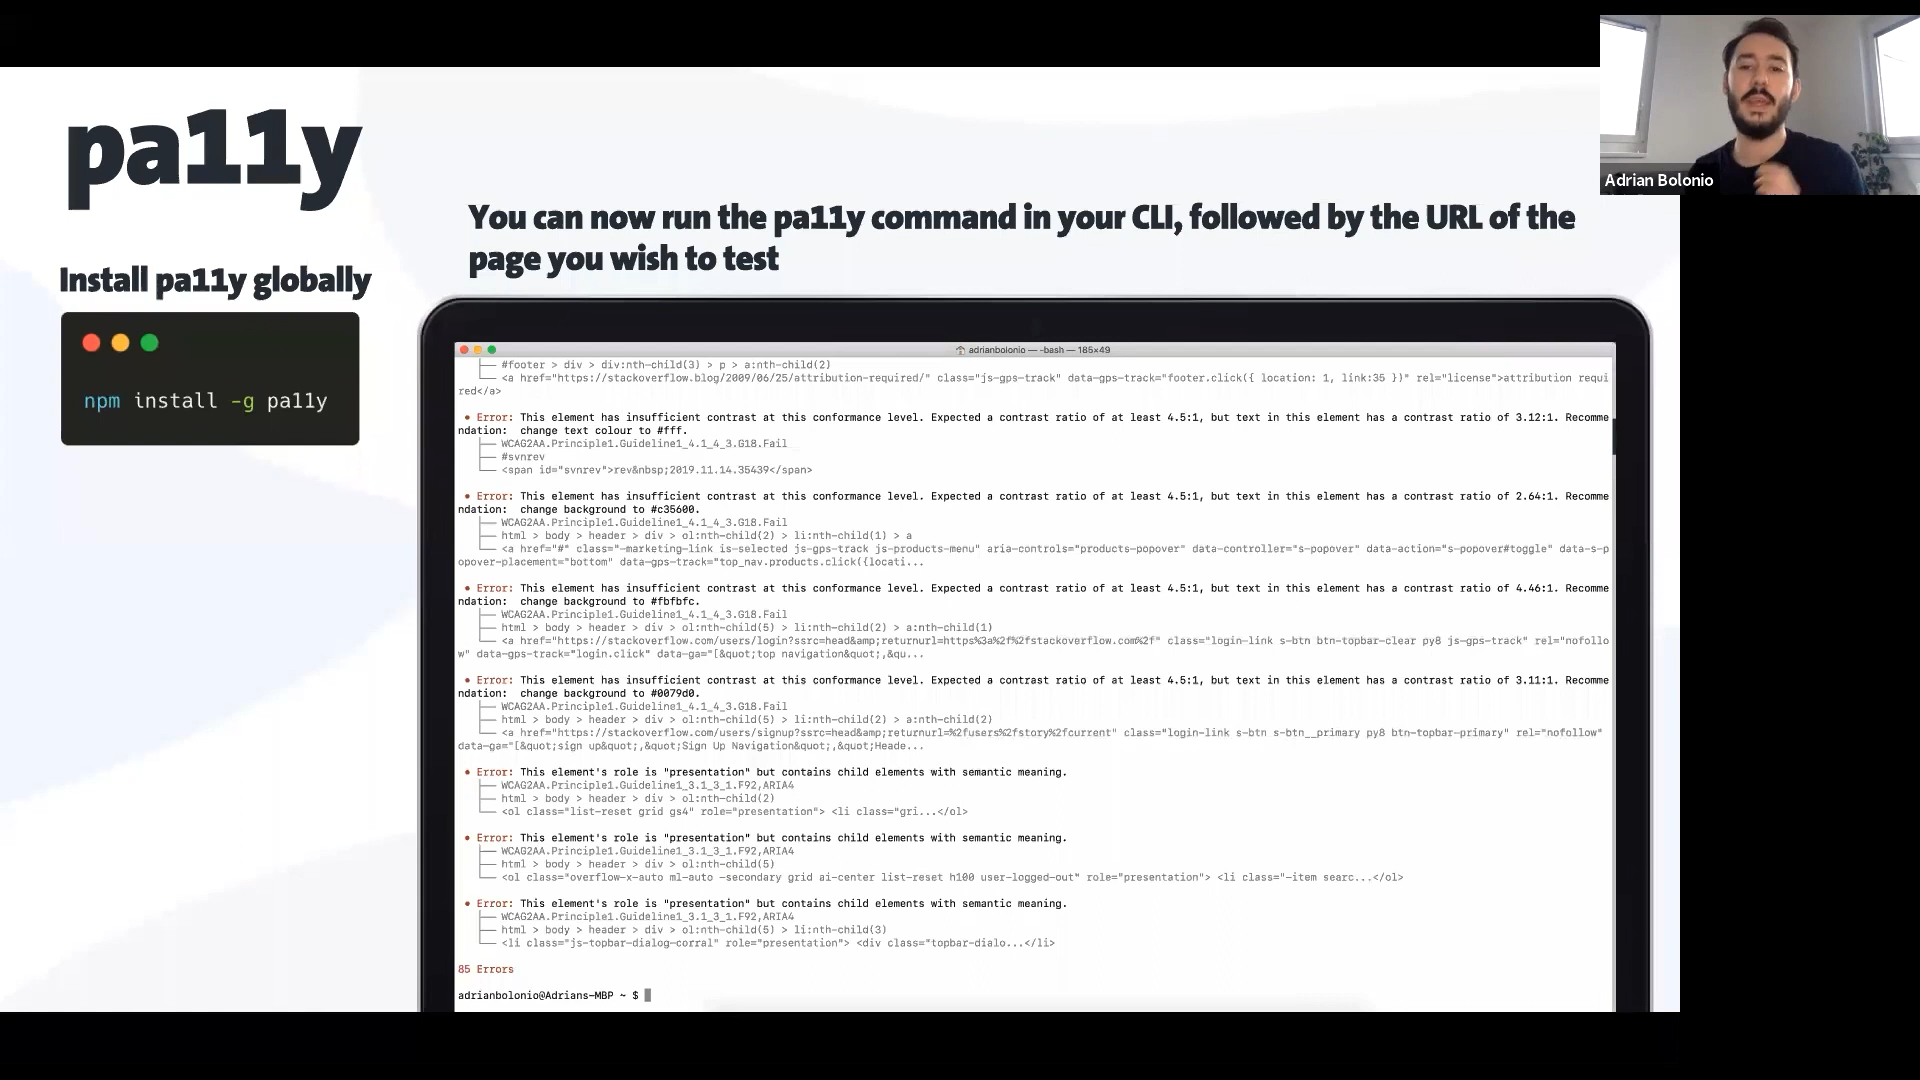 pa11y
Adrian Bolonio
You can now run the pa11y command in your CLI, followed by the URL of the
page you wish to test
Install pa11y globally
npm install -g pa11y
adrianbolonio — -bash — 185×49
#footer > div > div:nth-child(3) > p > a:nth-child(2)
<a href="https://stackoverflow.blog/2009/06/25/attribution-required/" class="js-gps-track" data-gps-track="footer.click({ location: 1, link:35 })" rel="license">attribution requi
red</a>
• Error: This element has insufficient contrast at this conformance level. Expected a contrast ratio of at least 4.5:1, but text in this element has a contrast ratio of 3.12:1. Recomme
ndation:  change text colour to #fff.
WCAG2AA.Principle1.Guideline1_4.1_4_3.G18.Fail
#svnrev
<span id="svnrev">rev&nbsp;2019.11.14.35439</span>
• Error: This element has insufficient contrast at this conformance level. Expected a contrast ratio of at least 4.5:1, but text in this element has a contrast ratio of 2.64:1. Recomme
ndation:  change background to #c35600.
WCAG2AA.Principle1.Guideline1_4.1_4_3.G18.Fail
html > body > header > div > ol:nth-child(2) > li:nth-child(1) > a
<a href="#" class="-marketing-link is-selected js-gps-track js-products-menu" aria-controls="products-popover" data-controller="s-popover" data-action="s-popover#toggle" data-s-p
opover-placement="bottom" data-gps-track="top_nav.products.click({locati...
• Error: This element has insufficient contrast at this conformance level. Expected a contrast ratio of at least 4.5:1, but text in this element has a contrast ratio of 4.46:1. Recomme
ndation:  change background to #fbfbfc.
WCAG2AA.Principle1.Guideline1_4.1_4_3.G18.Fail
html > body > header > div > ol:nth-child(5) > li:nth-child(2) > a:nth-child(1)
<a href="https://stackoverflow.com/users/login?ssrc=head&amp;returnurl=https%3a%2f%2fstackoverflow.com%2f" class="login-link s-btn btn-topbar-clear py8 js-gps-track" rel="nofollo
w" data-gps-track="login.click" data-ga="[&quot;top navigation&quot;,&qu...
• Error: This element has insufficient contrast at this conformance level. Expected a contrast ratio of at least 4.5:1, but text in this element has a contrast ratio of 3.11:1. Recomme
ndation:  change background to #0079d0.
WCAG2AA.Principle1.Guideline1_4.1_4_3.G18.Fail
html > body > header > div > ol:nth-child(5) > li:nth-child(2) > a:nth-child(2)
<a href="https://stackoverflow.com/users/signup?ssrc=head&amp;returnurl=%2fusers%2fstory%2fcurrent" class="login-link s-btn s-btn__primary py8 btn-topbar-primary" rel="nofollow"
data-ga="[&quot;sign up&quot;,&quot;Sign Up Navigation&quot;,&quot;Heade...
• Error: This element's role is "presentation" but contains child elements with semantic meaning.
WCAG2AA.Principle1.Guideline1_3.1_3_1.F92,ARIA4
html > body > header > div > ol:nth-child(2)
<ol class="list-reset grid gs4" role="presentation"> <li class="gri...</ol>
• Error: This element's role is "presentation" but contains child elements with semantic meaning.
WCAG2AA.Principle1.Guideline1_3.1_3_1.F92,ARIA4
html > body > header > div > ol:nth-child(5)
<ol class="overflow-x-auto ml-auto -secondary grid ai-center list-reset h100 user-logged-out" role="presentation"> <li class="-item searc...</ol>
• Error: This element's role is "presentation" but contains child elements with semantic meaning.
WCAG2AA.Principle1.Guideline1_3.1_3_1.F92,ARIA4
html > body > header > div > ol:nth-child(5) > li:nth-child(3)
<li class="js-topbar-dialog-corral" role="presentation"> <div class="topbar-dialo...</li>
85 Errors
adrianbolonio@Adrians-MBP ~ $